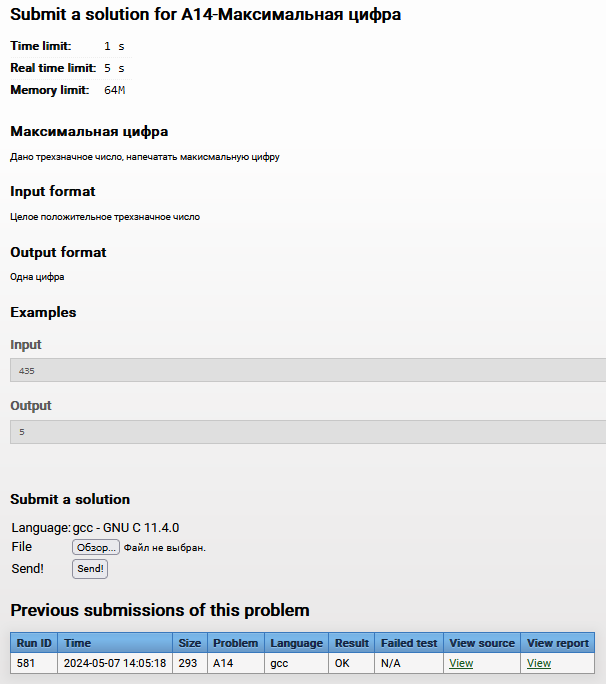 Submit a solution for A14-Максимальная цифра
Time limit: 1 s
Real time limit: 5 s
Memory limit: 64M
Максимальная цифра
Дано трехзначное число, напечатать макисмальную цифру
Input format
Целое положительное трехзначное число
Output format
Одна цифра
Examples
Input
435
Output
5
Submit a solution
Language: gcc - GNU C 11.4.0
File Обзор... Файл не выбран.
Send! Send!
Previous submissions of this problem
Run ID Time Size Problem Language Result Failed test View source View report
581 2024-05-07 14:05:18 293 A14 gcc OK N/A View View